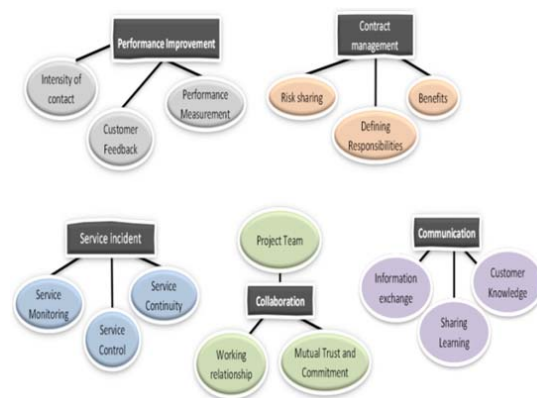 Performance Improvement
Intensity of
contact
Customer
Feedback
Performance
Measurement
Contract
management
Risk sharing
Defining
Responsibilities
Benefits
Service incident
Service
Monitoring
Service
Control
Service
Continuity
Project Team
Collaboration
Working
relationship
Mutual Trust and
Commitment
Communication
Information
exchange
Sharing
Learning
Customer
Knowledge